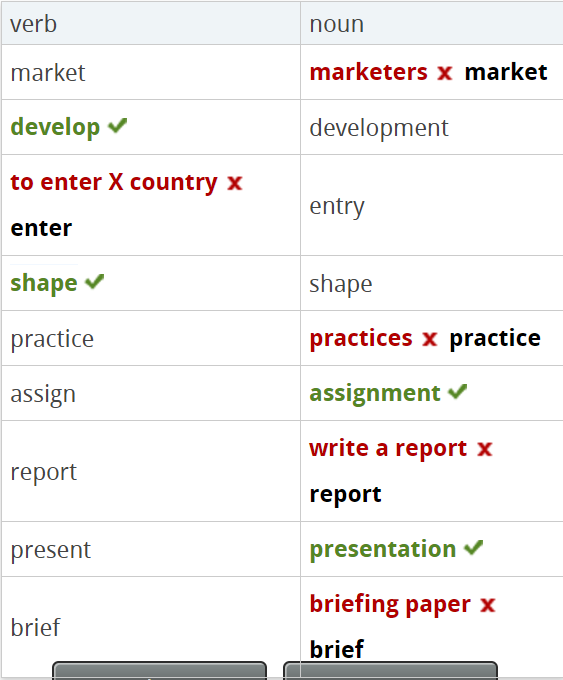 verb noun
market marketers x market
develop ✓ development
to enter X country x
enter
entry
shape ✓ shape
practice practices x practice
assign assignment ✓
report
write a report x
report
present presentation ✓
brief
briefing paper x
brief